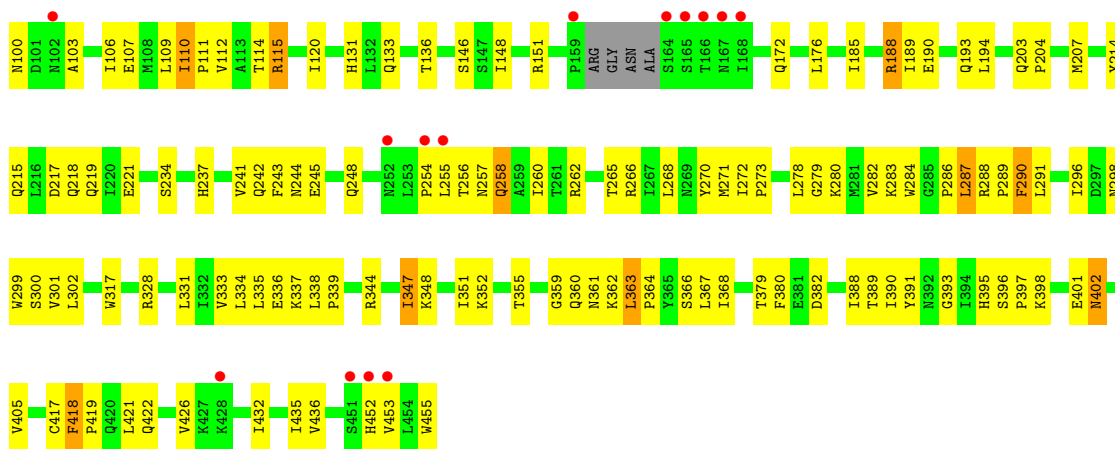 N100 D101 N102 A103 I106 E107 M108 L109 I110 P111 V112 A113 T114 R115 I120 H131 L132 Q133 T136 S146 S147 I148 R151 P159 ARG GLY ASN ALA S164 S165 T166 N167 I168 Q172 L176 I185 R188 I189 E190 Q193 L194 Q203 P204 M207 Y214
Q215 L216 D217 Q218 Q219 I220 E221 S234 H237 V241 Q242 F243 N244 E245 Q248 N252 L253 P254 L255 T256 N257 Q258 A259 I260 T261 R262 T265 R266 I267 L268 N269 Y270 M271 I272 P273 L278 G279 K280 M281 V282 K283 W284 G285 P286 L287 R288 P289 F290 L291 I296 D297 N298
W299 S300 V301 L302 W317 R328 L331 I332 V333 L334 L335 E336 K337 L338 P339 R344 I347 K348 I351 K352 T355 G359 Q360 N361 K362 L363 P364 Y365 S366 L367 I368 T379 F380 E381 D382 I388 T389 I390 Y391 N392 G393 I394 H395 S396 P397 K398 E401 N402
V405 C417 F418 P419 Q420 L421 Q422 V426 K427 K428 I432 I435 V436 S451 H452 V453 L454 W455